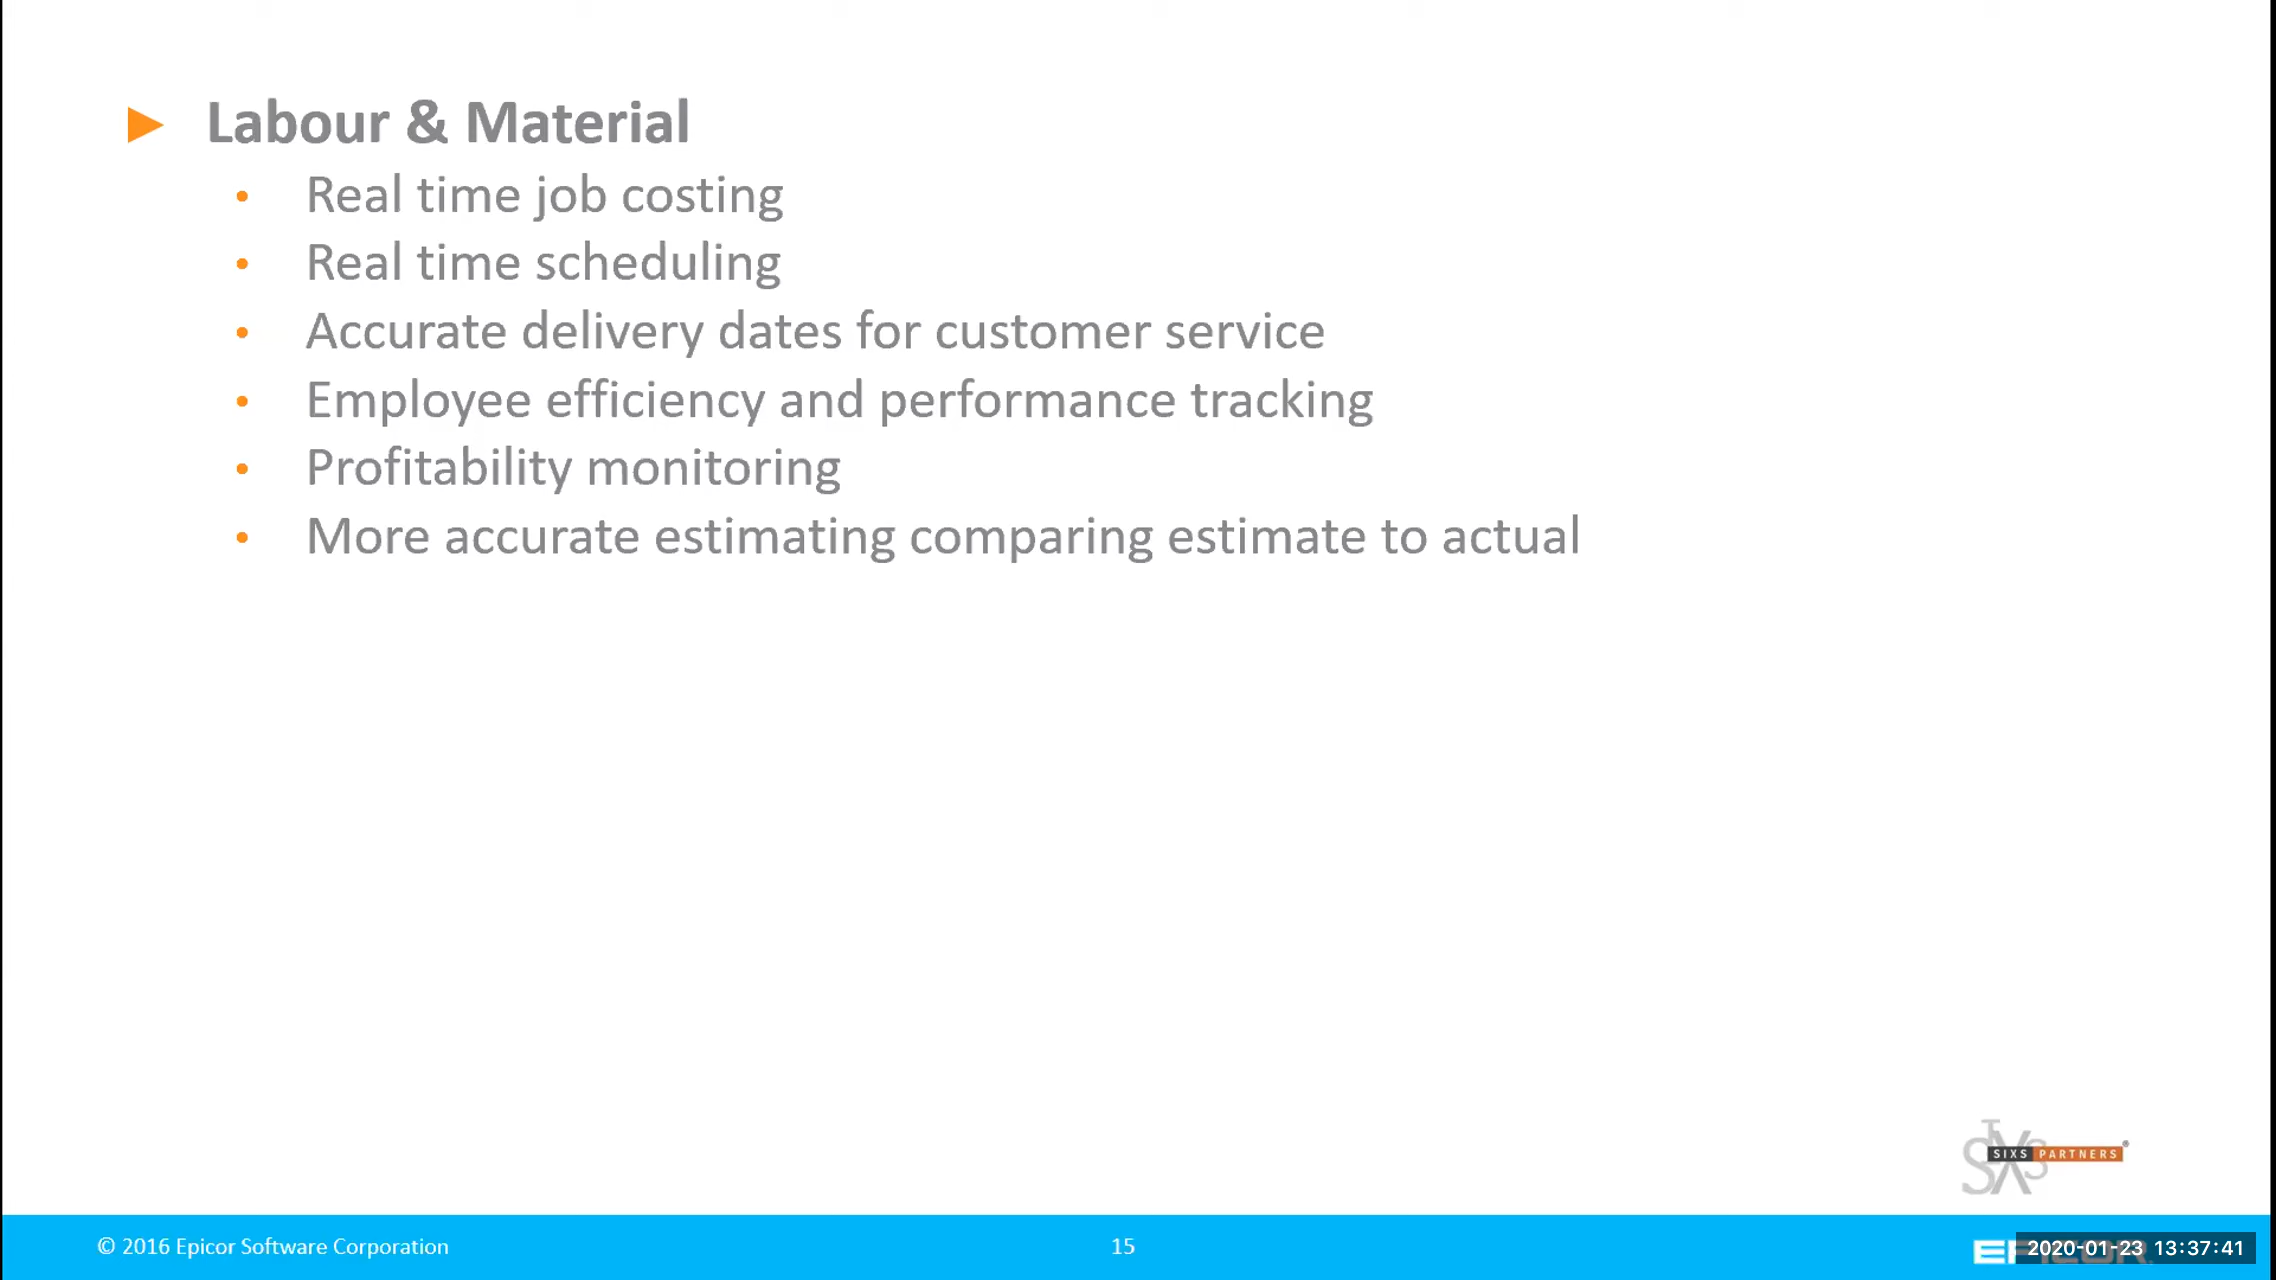 Labour & Material
Real time job costing
Real time scheduling
Accurate delivery dates for customer service
Employee efficiency and performance tracking
Profitability monitoring
More accurate estimating comparing estimate to actual
SIXS PARTNERS
© 2016 Epicor Software Corporation
15
2020-01-23 13:37:41